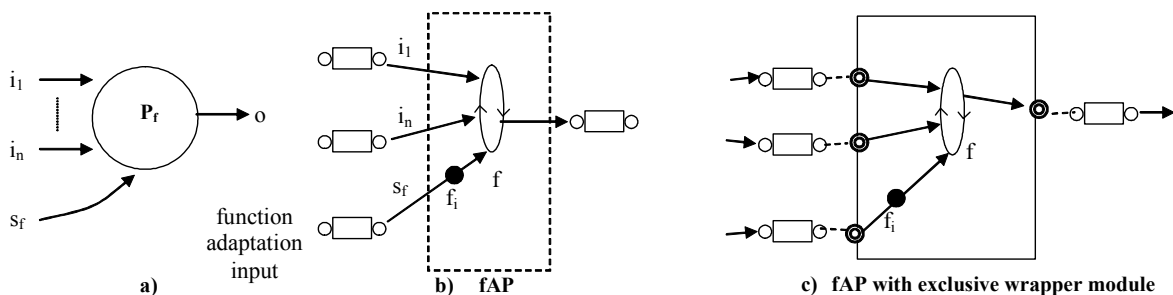 i1
in
sf
Pf
o
a)
i1
in
sf
fi
f
function
adaptation
input
b) fAP
f
fi
c) fAP with exclusive wrapper module